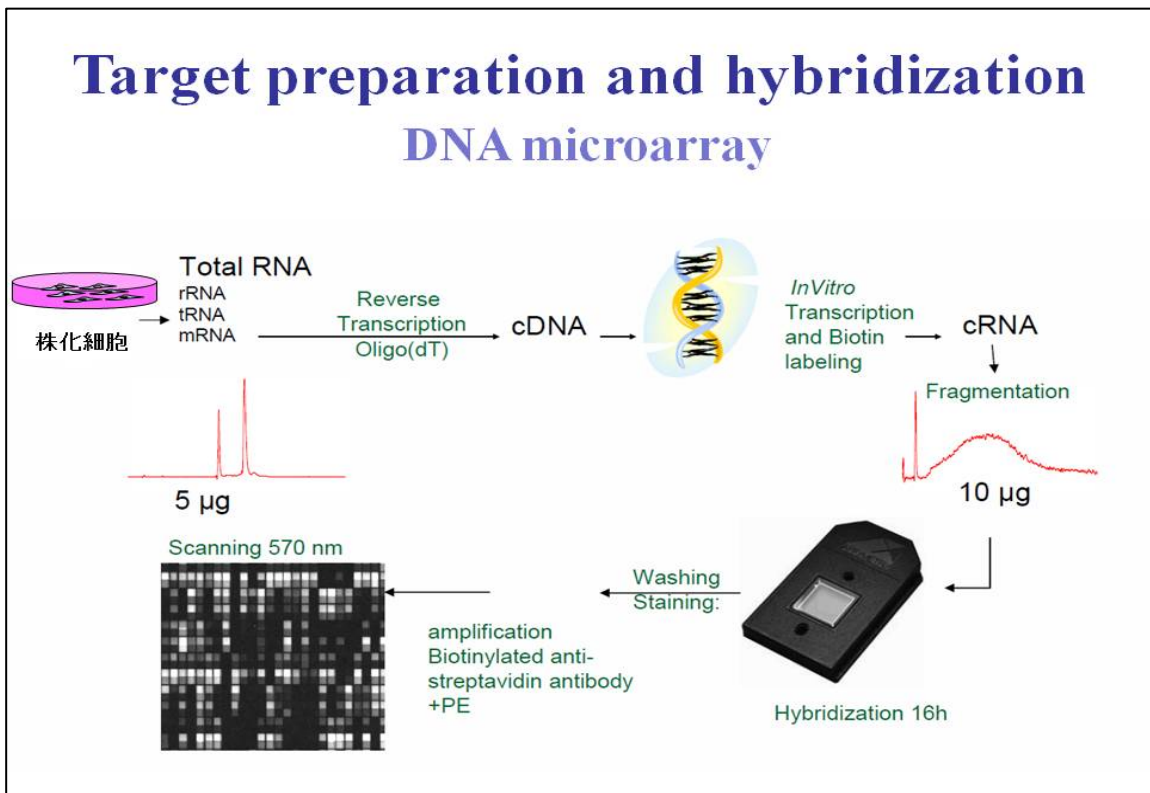 Target preparation and hybridization
DNA microarray
Total RNA
rRNA
tRNA
mRNA
株化細胞
Reverse
Transcription
Oligo(dT)
cDNA
InVitro
Transcription
and Biotin
labeling
cRNA
Fragmentation
5 µg
10 µg
Scanning 570 nm
Washing
Staining:
amplification
Biotinylated anti-
streptavidin antibody
+PE
Hybridization 16h